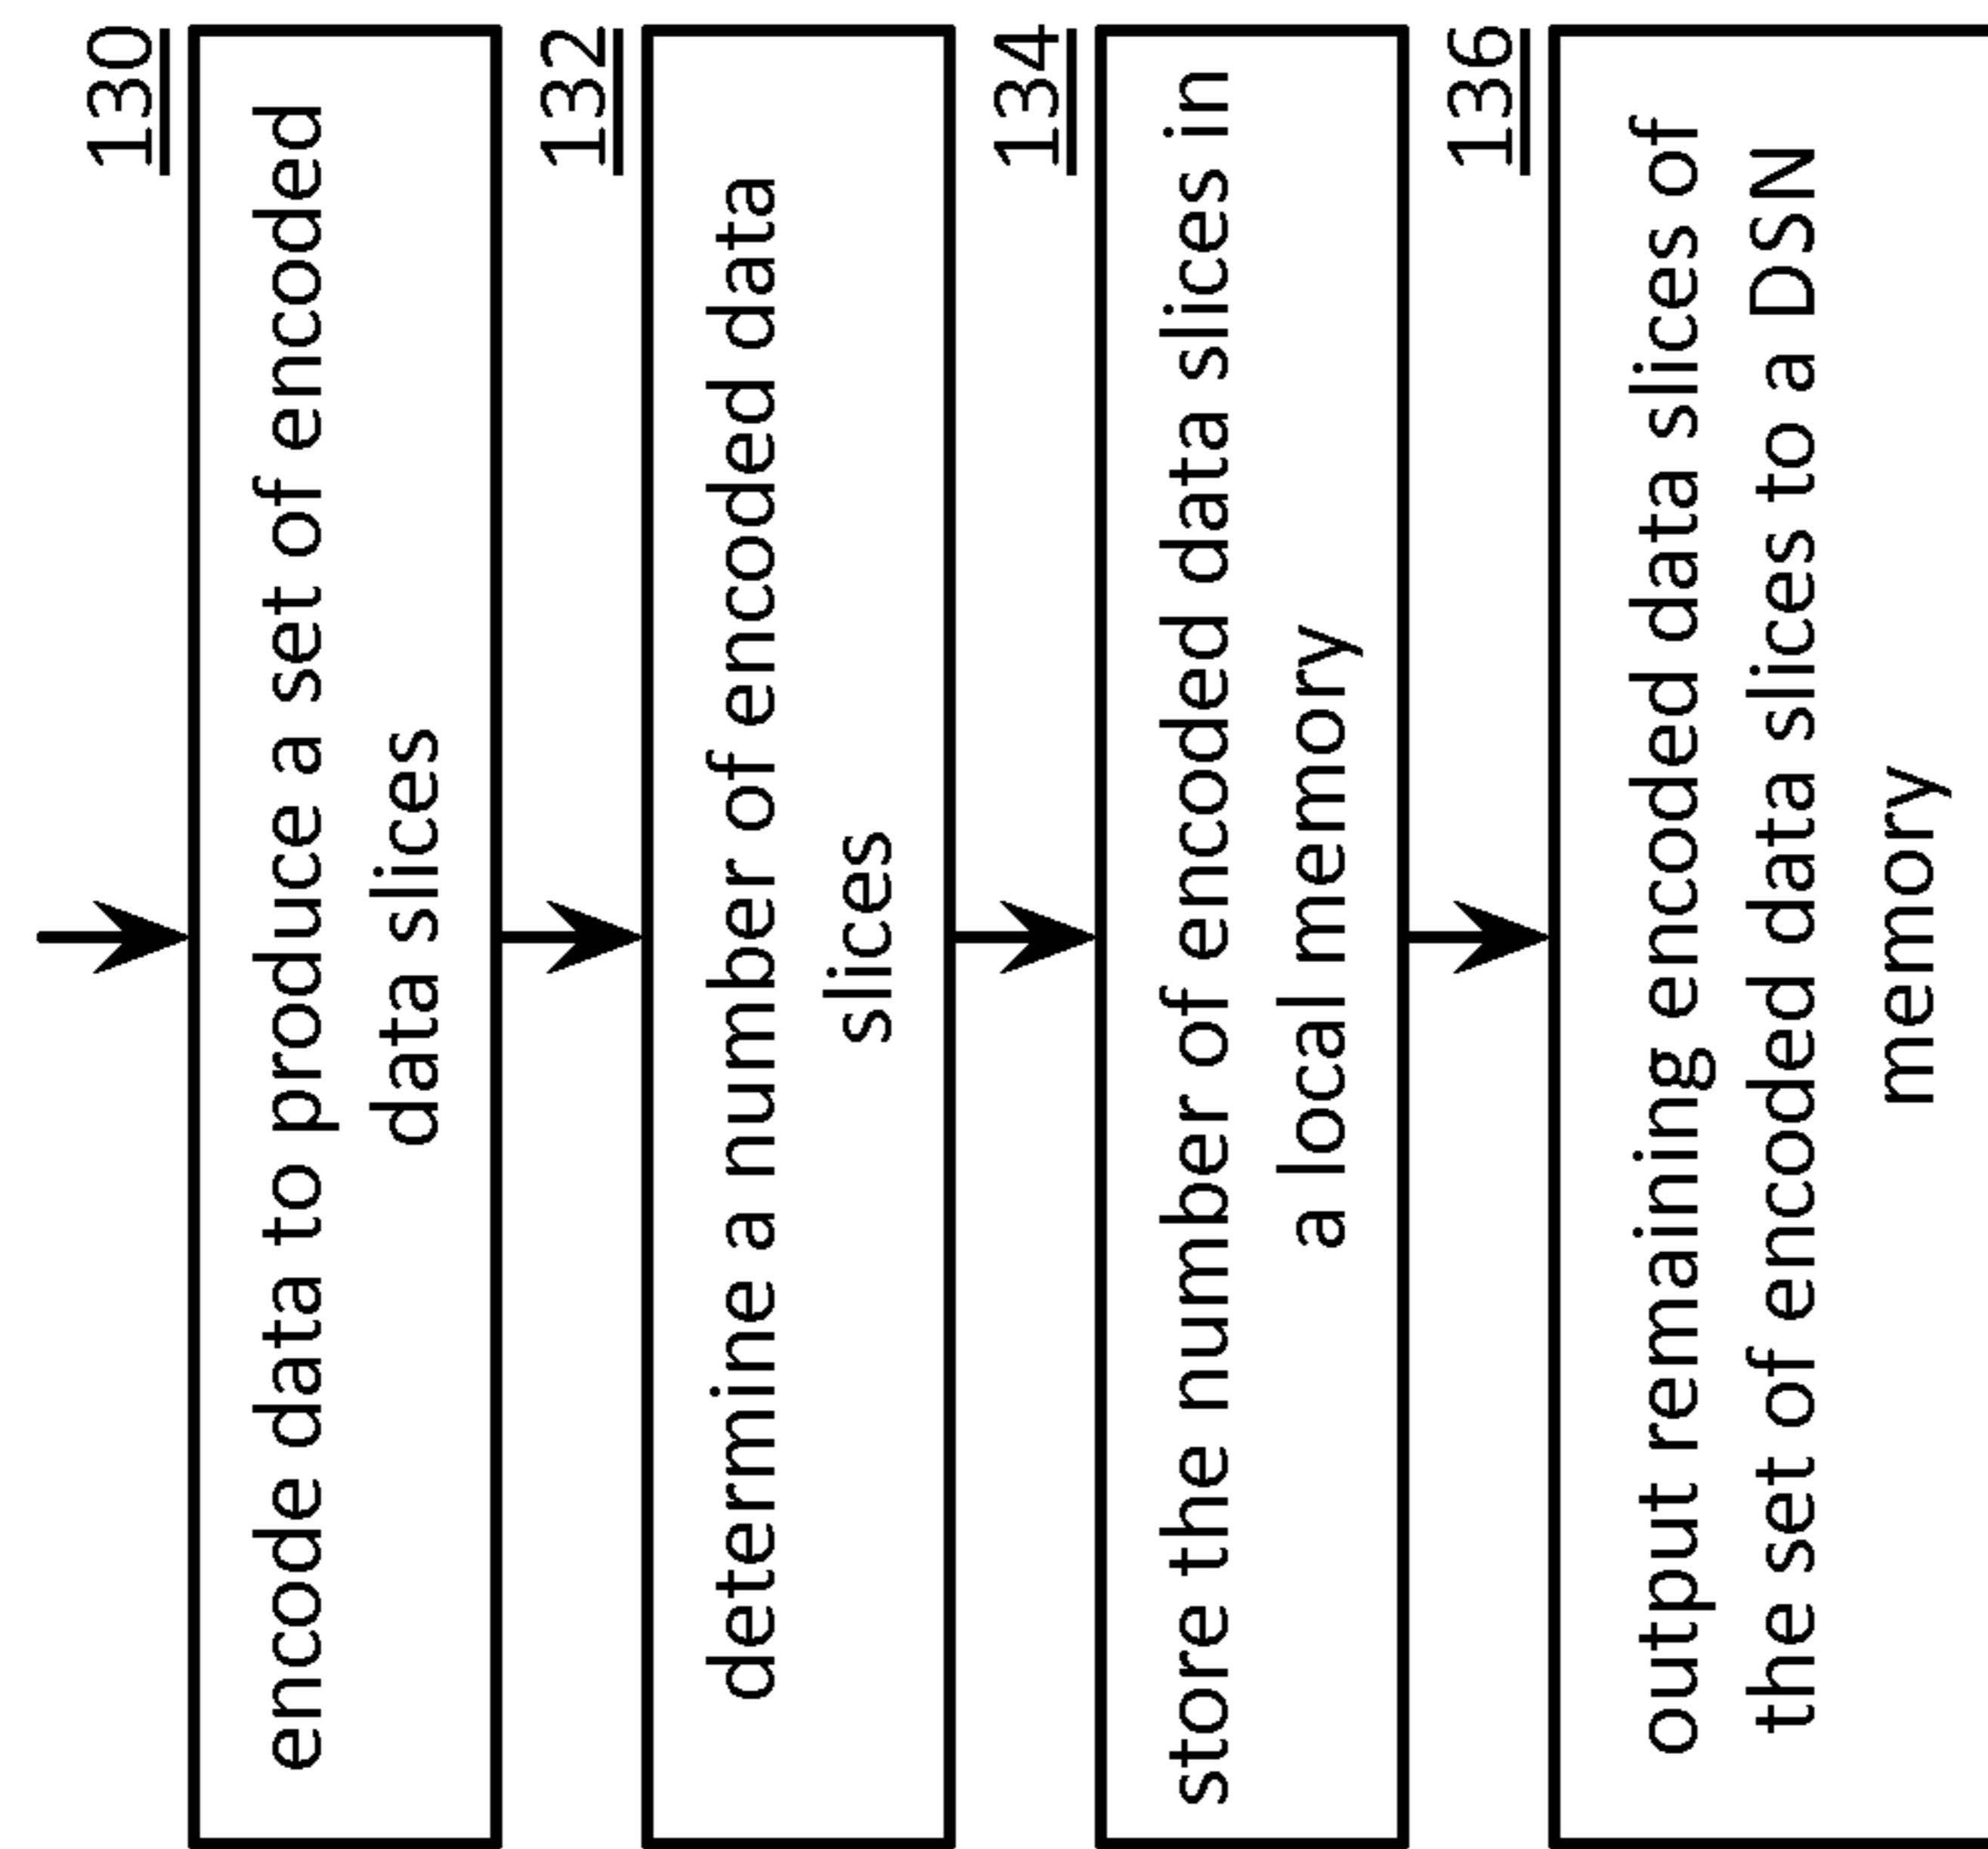 130
encode data to produce a set of encoded
data slices
132
determine a number of encoded data
slices
134
store the number of encoded data slices in
a local memory
136
output remaining encoded data slices of
the set of encoded data slices to a DSN
memory